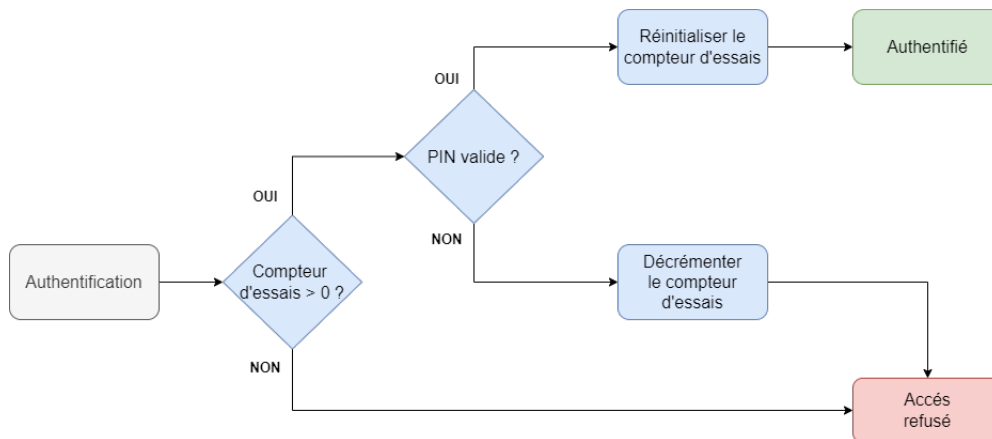 Réinitialiser le
compteur d'essais
Authentifié
OUI
PIN valide ?
OUI
NON
Authentification
Compteur
d'essais > 0 ?
Décrémenter
le compteur
d'essais
NON
Accés
refusé